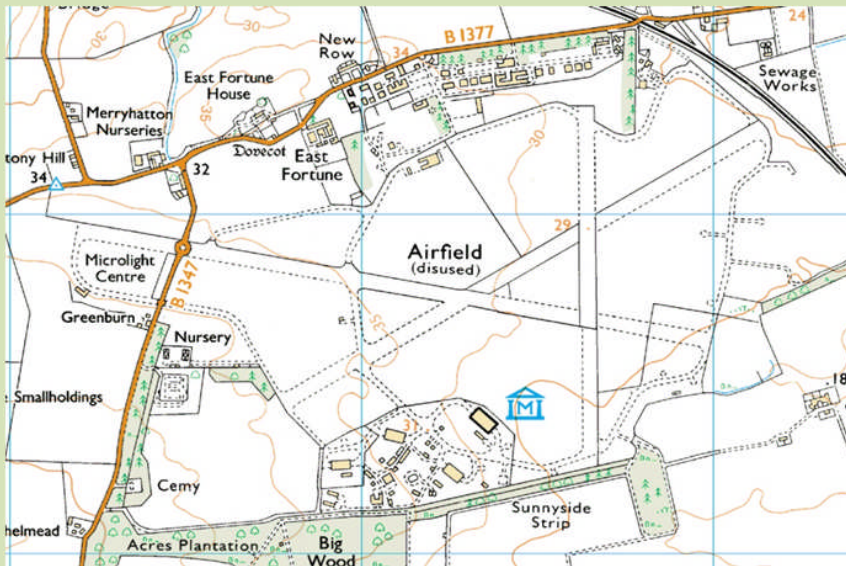 Bridge
30
B 1377
24
New
Row
34
East Fortune
House
35
Sewage
Works
Merryhatton
Nurseries
30
Dovecot
East
Fortune
tony Hill
34
32
29
Airfield
(disused)
Microlight
Centre
B 1347
35
Greenburn
Nursery
e Smallholdings
M
18
31
Cemy
Sunnyside
Strip
helmead
Acres Plantation
Big
Wood